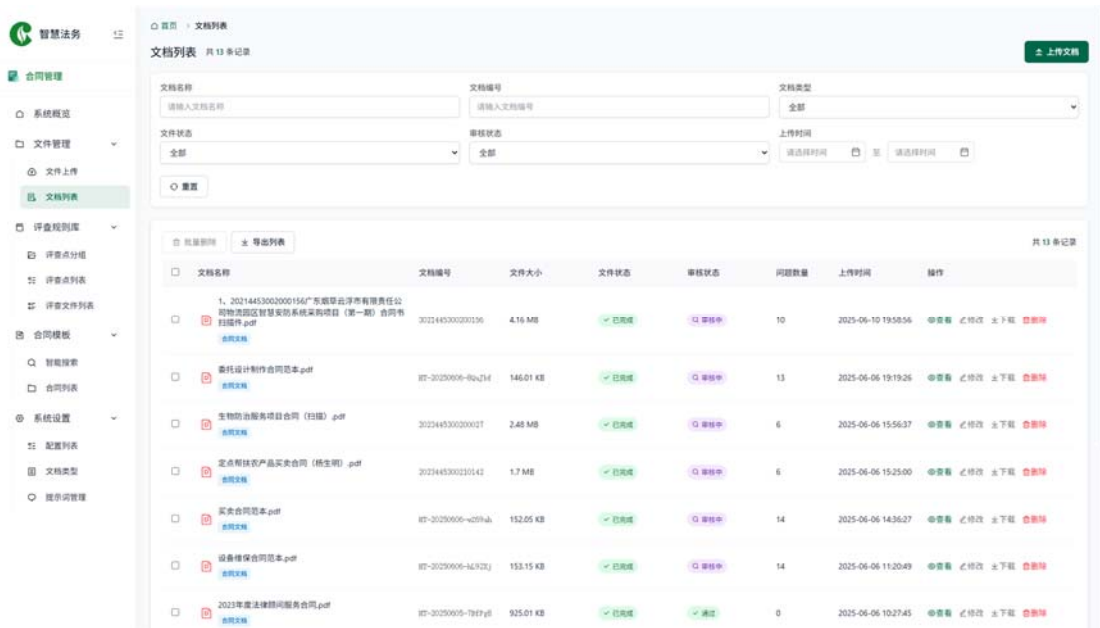 智慧法务
首页 > 文档列表
文档列表 共 13 条记录
上传文档
合同管理
系统概览
文件管理
文件上传
文档列表
评查规则库
评查点分组
评查点列表
评查文件列表
合同模板
智能搜索
合同列表
系统设置
配置列表
文档类型
提示词管理
文档名称 文档编号 文档类型
请输入文档名称 请输入文档编号 全部
文件状态 审核状态 上传时间
全部 全部 请选择时间 至 请选择时间
重置
批量删除 导出列表 共 13 条记录
文档名称 文档编号 文件大小 文件状态 审核状态 问题数量 上传时间 操作
1、20214453002000156广东烟草云浮市有限责任公
司物流园区智慧安防系统采购项目(第一期)合同书
扫描件.pdf
合同文档
4.16 MB 已完成 审核中 10 2025-06-10 19:58:56 查看 修改 下载 删除
委托设计制作合同范本.pdf
合同文档
146.01 KB 已完成 审核中 13 2025-06-06 19:19:26 查看 修改 下载 删除
生物防治服务项目合同(扫描).pdf
合同文档
2023445300200027 2.48 MB 已完成 审核中 6 2025-06-06 15:56:37 查看 修改 下载 删除
定点帮扶农产品买卖合同(杨生明).pdf
合同文档
2023445300210142 1.7 MB 已完成 审核中 6 2025-06-06 15:25:00 查看 修改 下载 删除
买卖合同范本.pdf
合同文档
152.05 KB 已完成 审核中 14 2025-06-06 14:36:27 查看 修改 下载 删除
设备维保合同范本.pdf
合同文档
153.15 KB 已完成 审核中 14 2025-06-06 11:20:49 查看 修改 下载 删除
2023年度法律顾问服务合同.pdf
合同文档
925.01 KB 已完成 通过 0 2025-06-06 10:27:45 查看 修改 下载 删除